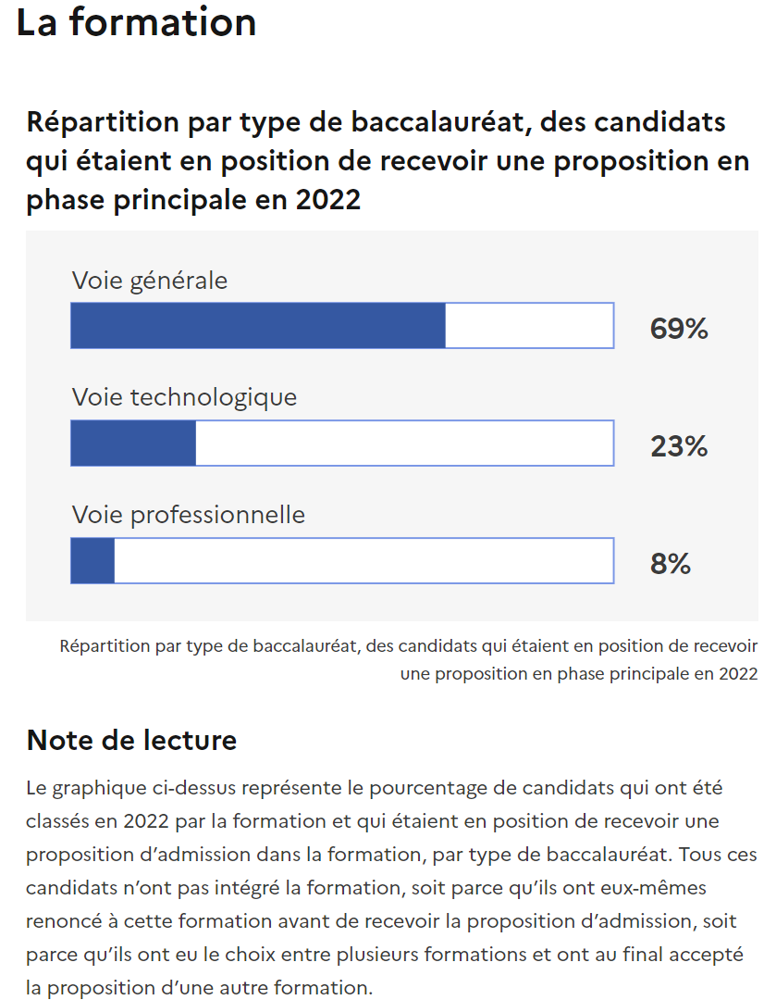 La formation
Répartition par type de baccalauréat, des candidats
qui étaient en position de recevoir une proposition en
phase principale en 2022
Voie générale
69%
Voie technologique
23%
Voie professionnelle
8%
Répartition par type de baccalauréat, des candidats qui étaient en position de recevoir
une proposition en phase principale en 2022
Note de lecture
Le graphique ci-dessus représente le pourcentage de candidats qui ont été
classés en 2022 par la formation et qui étaient en position de recevoir une
proposition d’admission dans la formation, par type de baccalauréat. Tous ces
candidats n’ont pas intégré la formation, soit parce qu’ils ont eux-mêmes
renoncé à cette formation avant de recevoir la proposition d’admission, soit
parce qu’ils ont eu le choix entre plusieurs formations et ont au final accepté
la proposition d’une autre formation.